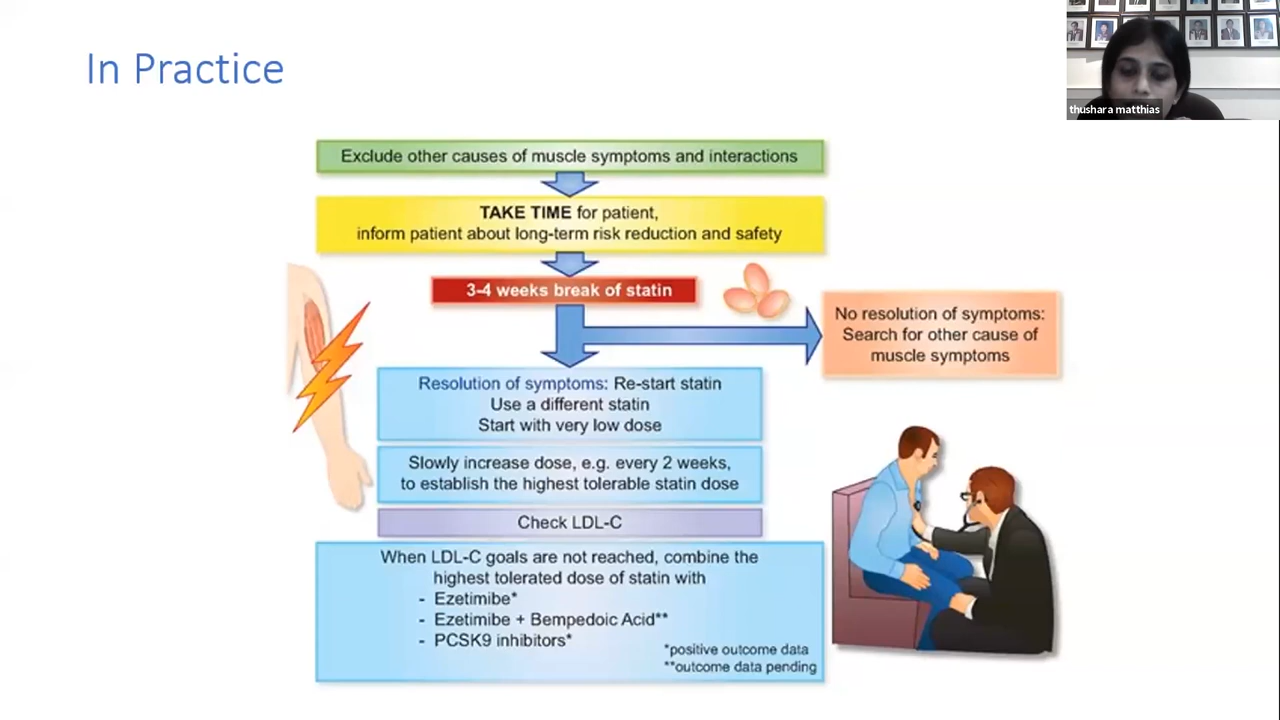 In Practice
thushara matthias
Exclude other causes of muscle symptoms and interactions
TAKE TIME for patient,
inform patient about long-term risk reduction and safety
3-4 weeks break of statin
No resolution of symptoms:
Search for other cause of
muscle symptoms
Resolution of symptoms: Re-start statin
Use a different statin
Start with very low dose
Slowly increase dose, e.g. every 2 weeks,
to establish the highest tolerable statin dose
Check LDL-C
When LDL-C goals are not reached, combine the
highest tolerated dose of statin with
- Ezetimibe*
- Ezetimibe + Bempedoic Acid**
- PCSK9 inhibitors*
*positive outcome data
**outcome data pending